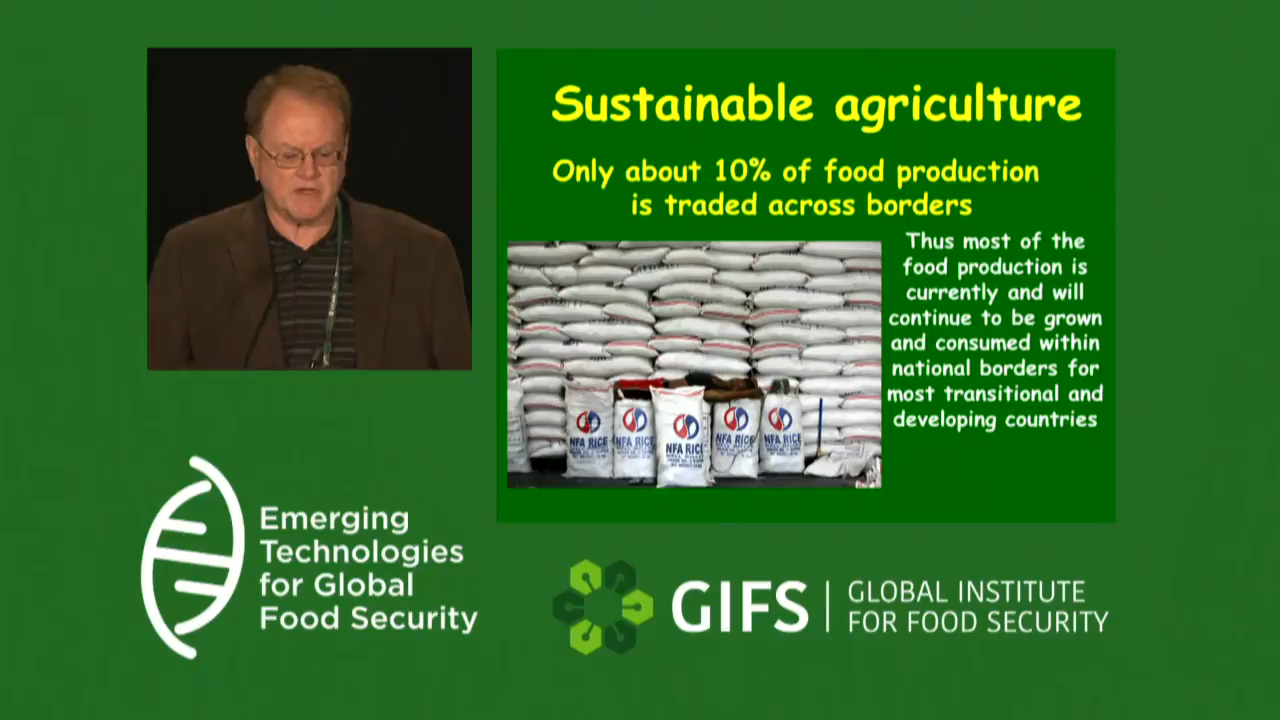 Sustainable agriculture
Only about 10% of food production
is traded across borders
Thus most of the
food production is
currently and will
continue to be grown
and consumed within
national borders for
most transitional and
developing countries
NFA RICE
NFA RICE
NFA RICE
NFA RICE
NFA RICE
Emerging
Technologies
for Global
Food Security
GIFS
GLOBAL INSTITUTE
FOR FOOD SECURITY